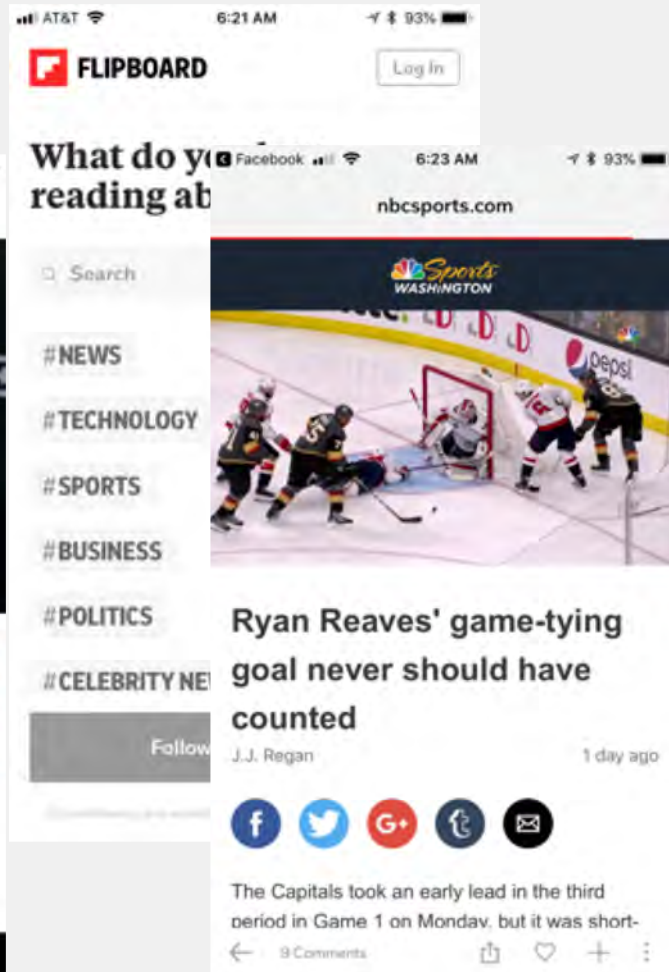 AT&T 6:21 AM 93%
FLIPBOARD Log In
What do y
reading ab
Search
#NEWS
#TECHNOLOGY
#SPORTS
#BUSINESS
#POLITICS
#CELEBRITY NE
Follow
Facebook 6:23 AM 93%
nbcsports.com
Sports
WASHINGTON
pepsi
Ryan Reaves' game-tying
goal never should have
counted
J.J. Regan 1 day ago
The Capitals took an early lead in the third
period in Game 1 on Monday, but it was short-
9 Comments